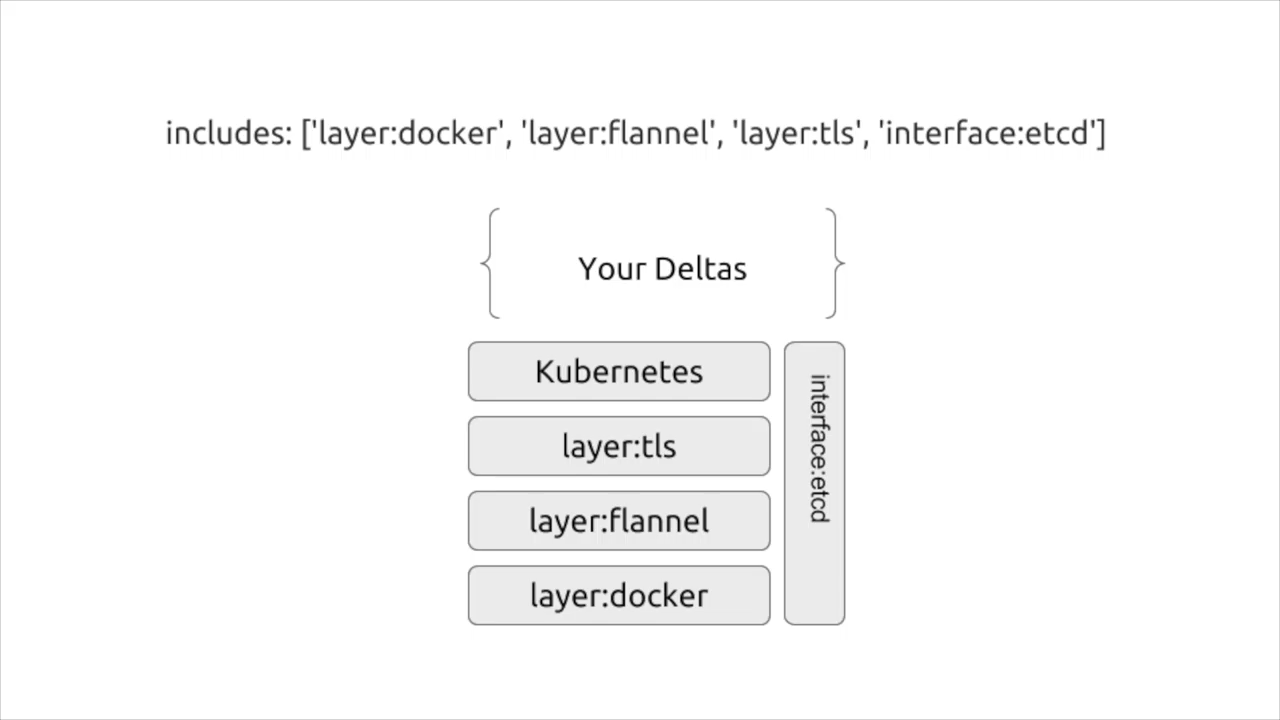 includes: ['layer:docker', 'layer:flannel', 'layer:tls', 'interface:etcd']
Your Deltas
Kubernetes
layer:tls
layer:flannel
layer:docker
interface:etcd